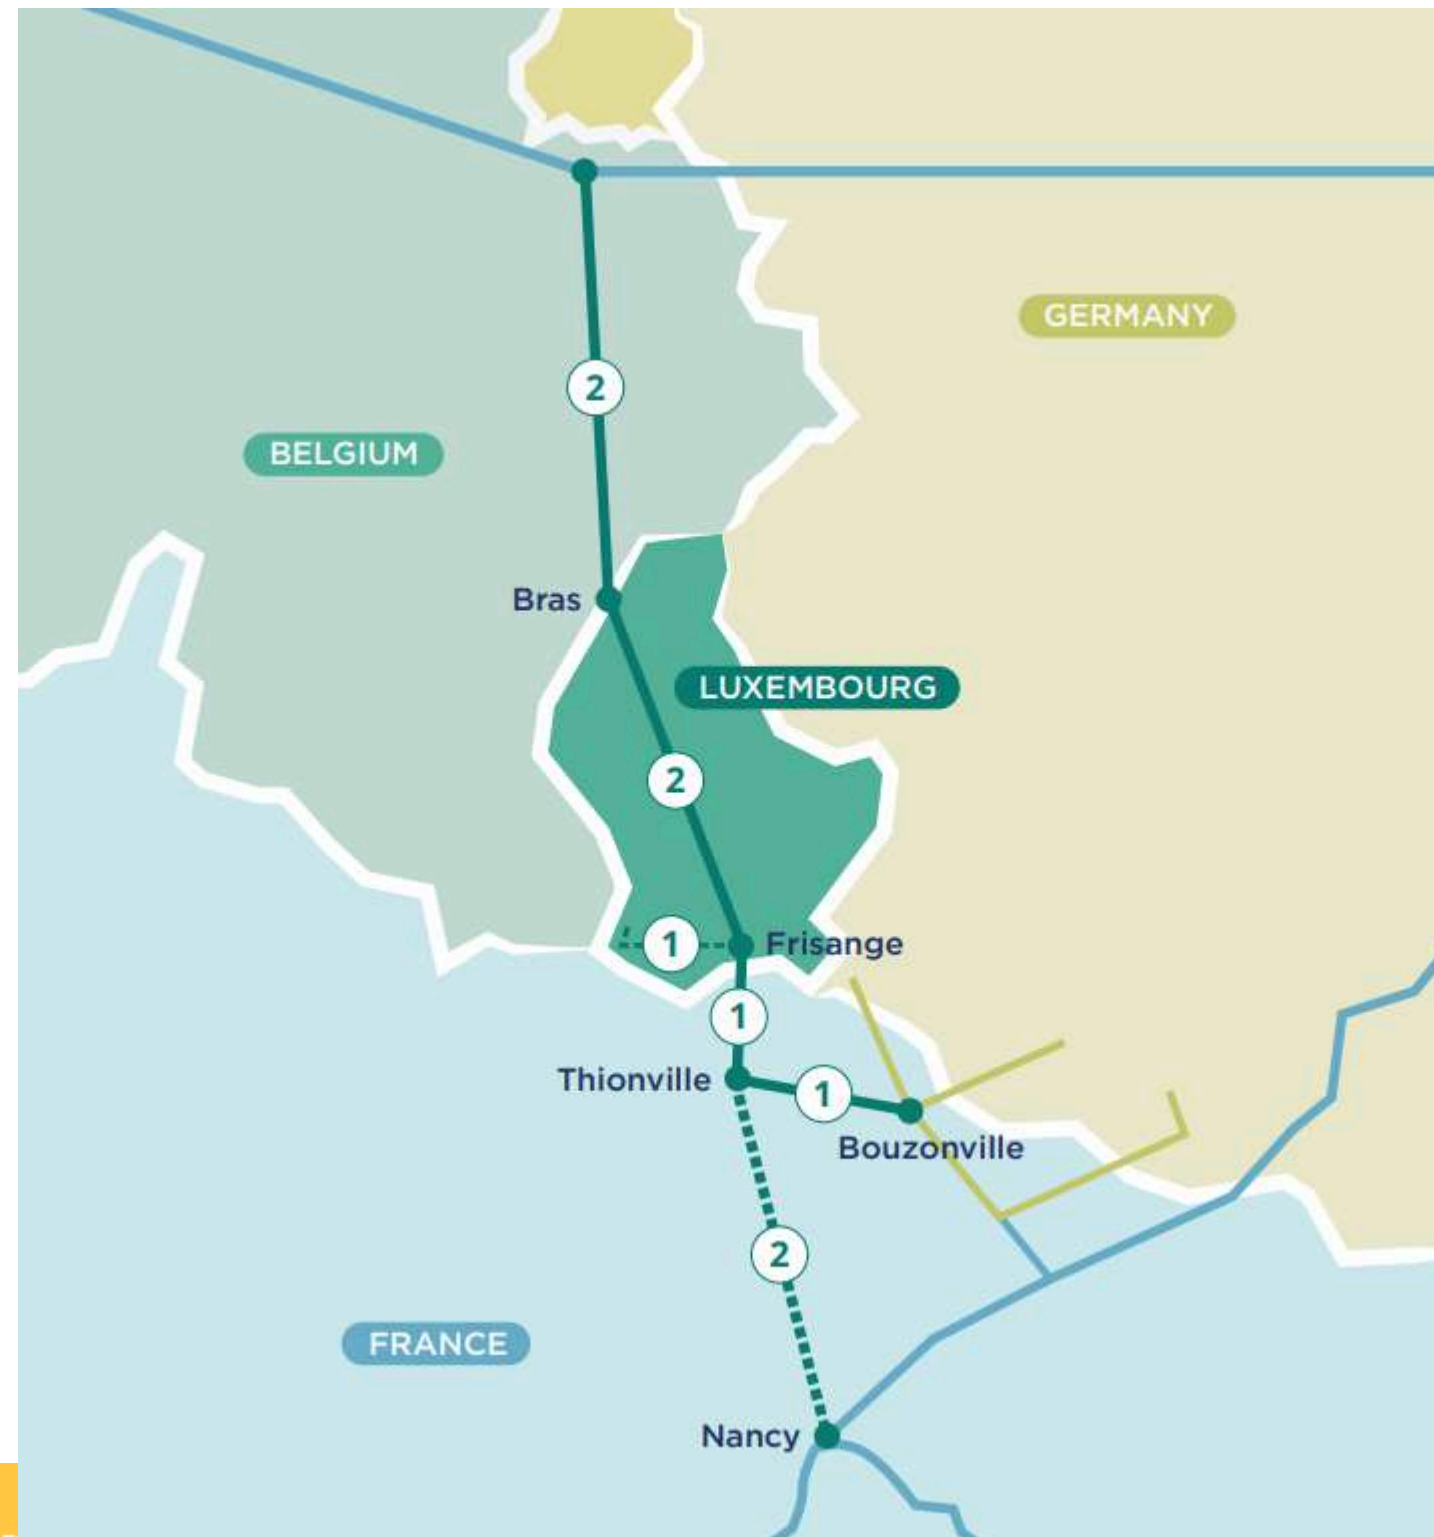 GERMANY
2
BELGIUM
Bras
LUXEMBOURG
2
1
Frisange
1
Thionville
1
Bouzonville
2
FRANCE
Nancy